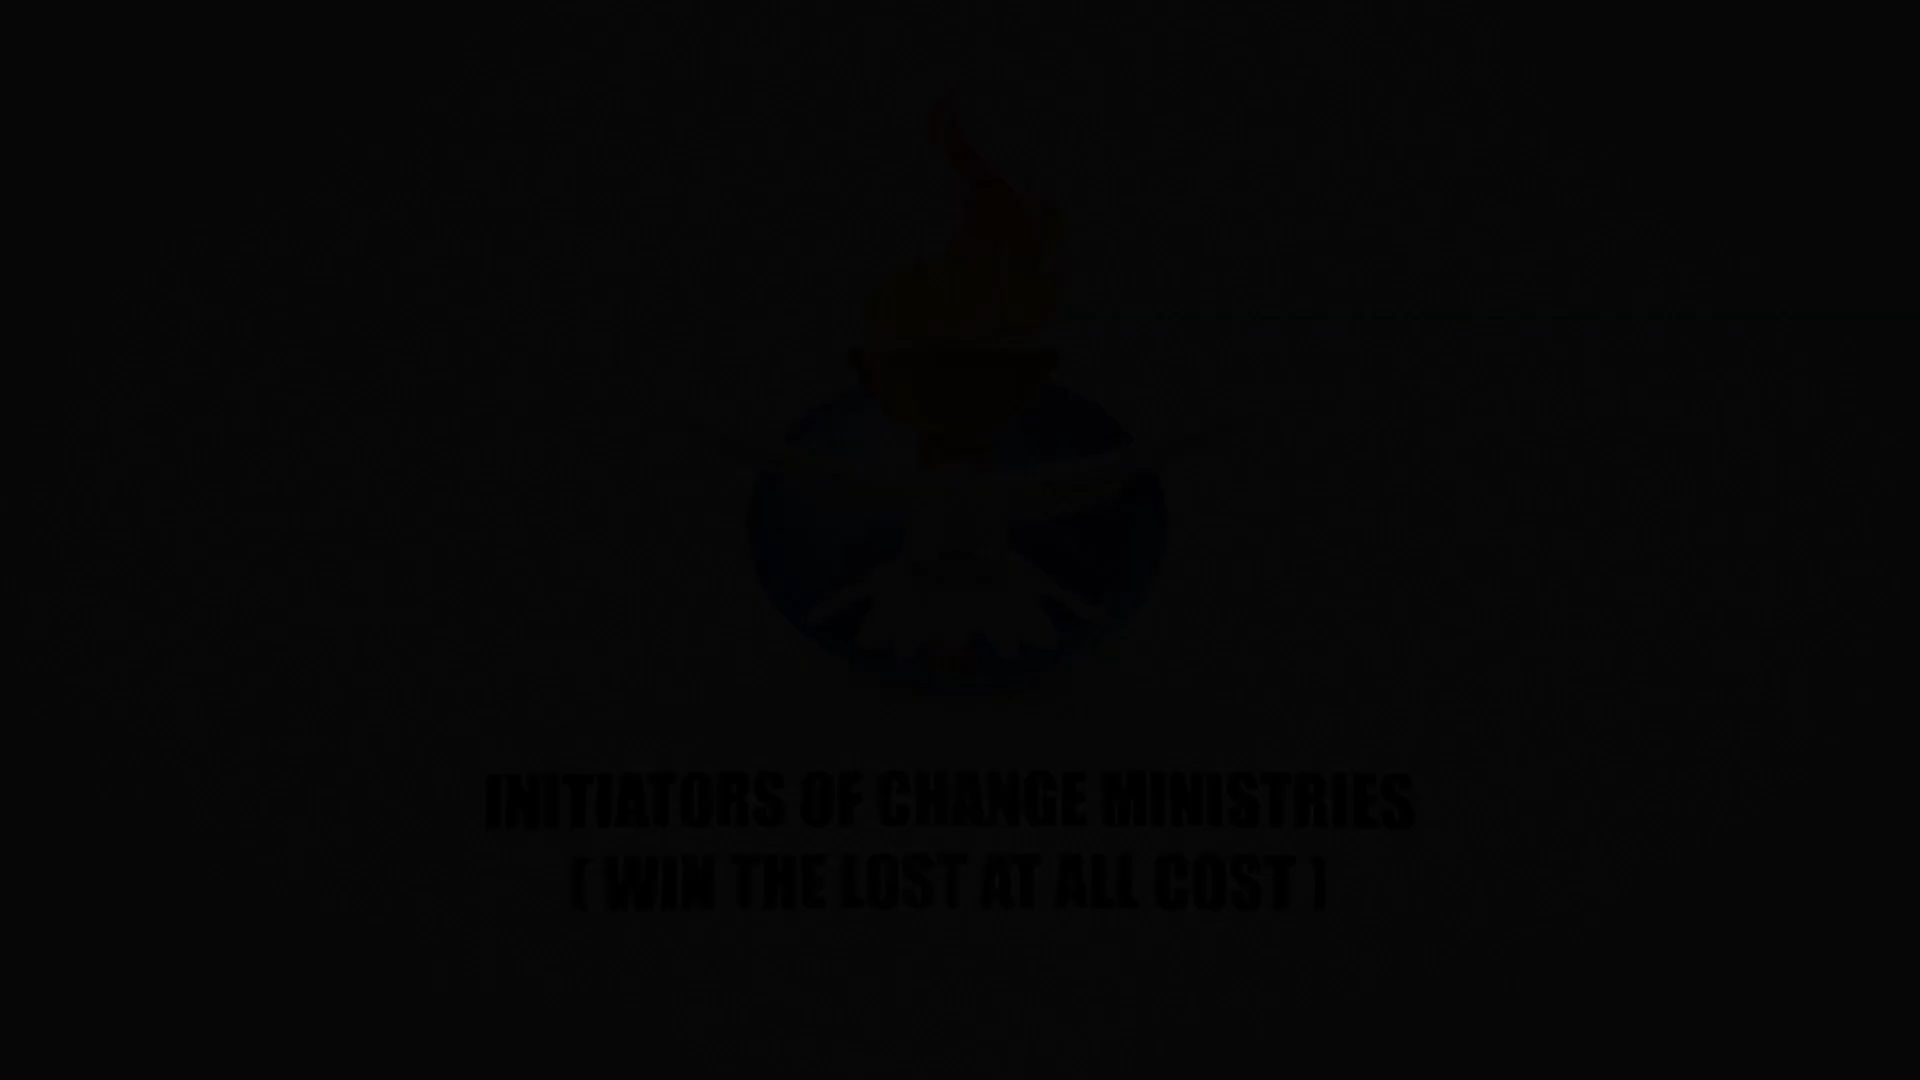 INITIATORS OF CHANGE MINISTRIES
( WIN THE LOST AT ALL COST )